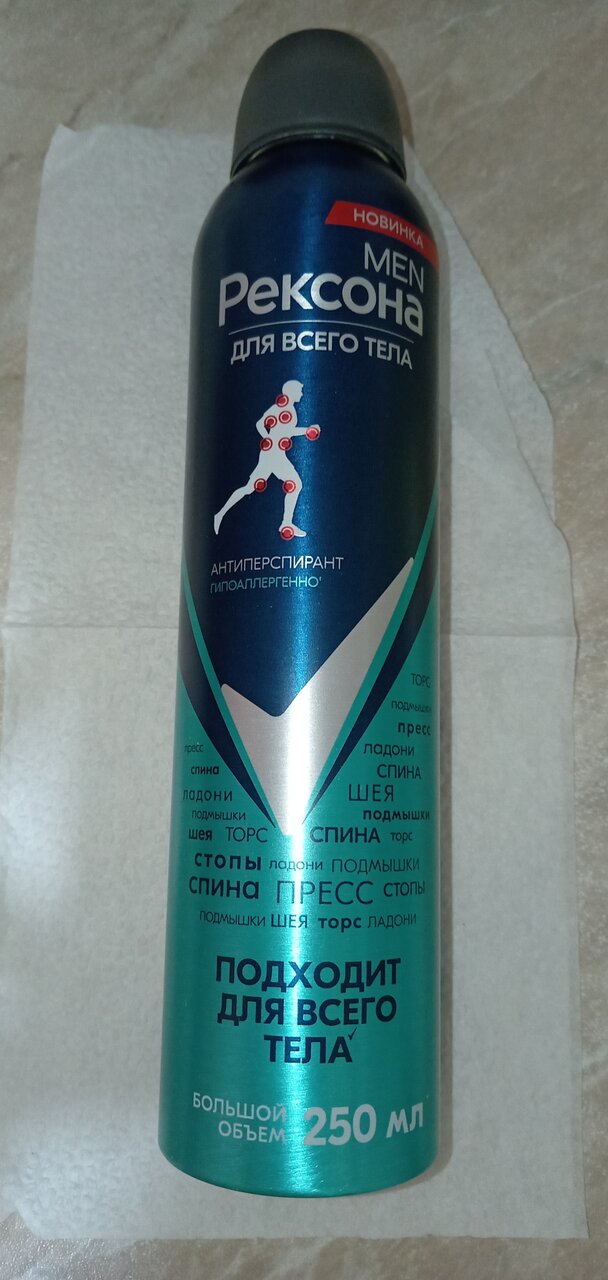 НОВИНКА
MEN
Рексона
ДЛЯ ВСЕГО ТЕЛА
АНТИПЕРСПИРАНТ
ГИПОАЛЛЕРГЕННО¹
ТОРС
подмышки
пресс
пресс ладони
спина СПИНА
ладони ШЕЯ
подмышки подмышки
шея ТОРС СПИНА торс
стопы ладони ПОДМЫШКИ
спина ПРЕСС СТОПЫ
ПОДМЫШКИ ШЕЯ торс ЛАДОНИ
ПОДХОДИТ
ДЛЯ ВСЕГО
ТЕЛА
БОЛЬШОЙ
ОБЪЕМ 250 МЛ